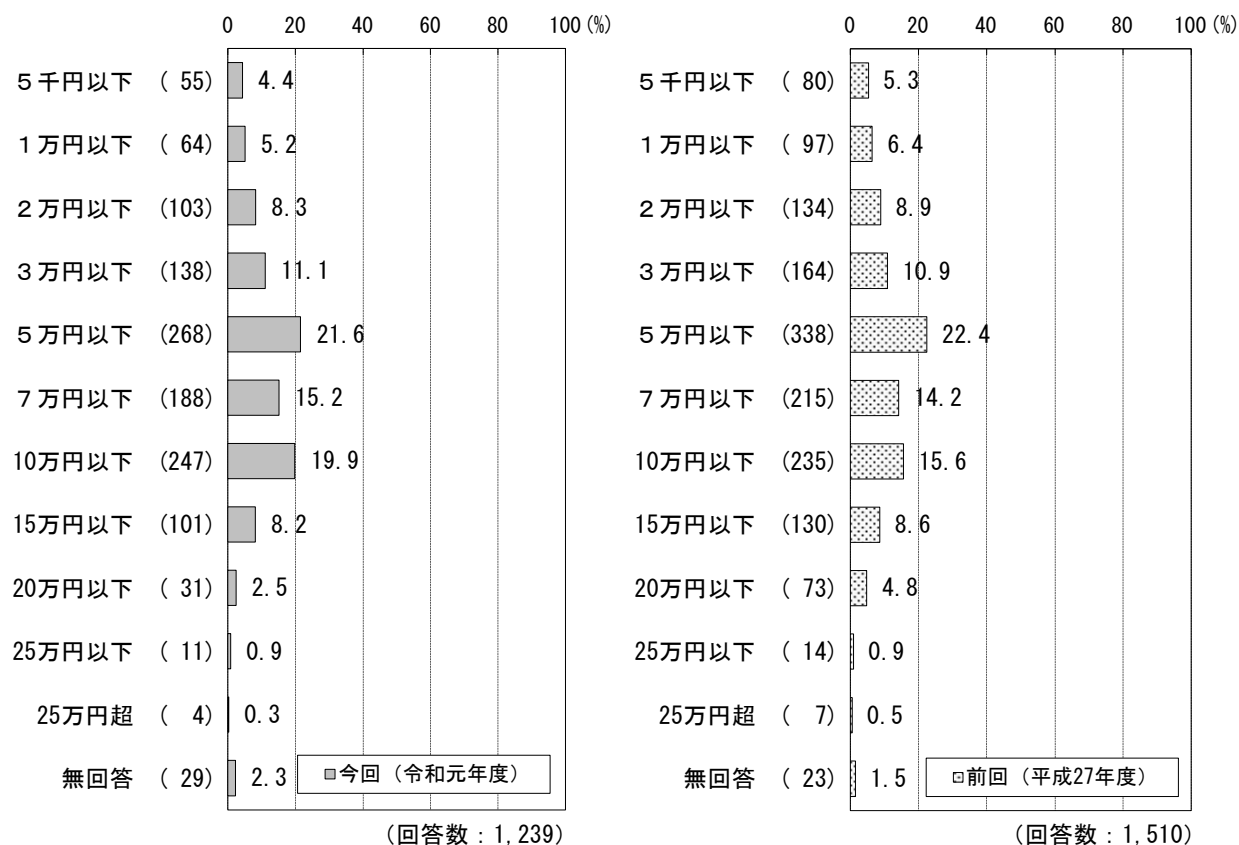 0 20 40 60 80 100 (%)
５千円以下 ( 55) 4.4
１万円以下 ( 64) 5.2
２万円以下 (103) 8.3
３万円以下 (138) 11.1
５万円以下 (268) 21.6
７万円以下 (188) 15.2
10万円以下 (247) 19.9
15万円以下 (101) 8.2
20万円以下 ( 31) 2.5
25万円以下 ( 11) 0.9
25万円超 ( 4) 0.3
無回答 ( 29) 2.3
今回（令和元年度）
（回答数：1,239）
0 20 40 60 80 100 (%)
５千円以下 ( 80) 5.3
１万円以下 ( 97) 6.4
２万円以下 (134) 8.9
３万円以下 (164) 10.9
５万円以下 (338) 22.4
７万円以下 (215) 14.2
10万円以下 (235) 15.6
15万円以下 (130) 8.6
20万円以下 ( 73) 4.8
25万円以下 ( 14) 0.9
25万円超 ( 7) 0.5
無回答 ( 23) 1.5
前回（平成27年度）
（回答数：1,510）